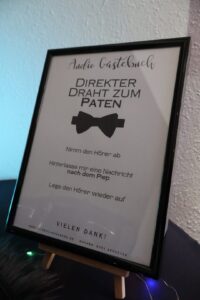 Audio Gästebuch
DIREKTER
DRAHT ZUM
PATEN
Nimm den Hörer ab
Hinterlasse mir eine Nachricht
nach dem Piep
Lege den Hörer wieder auf
VIELEN DANK!